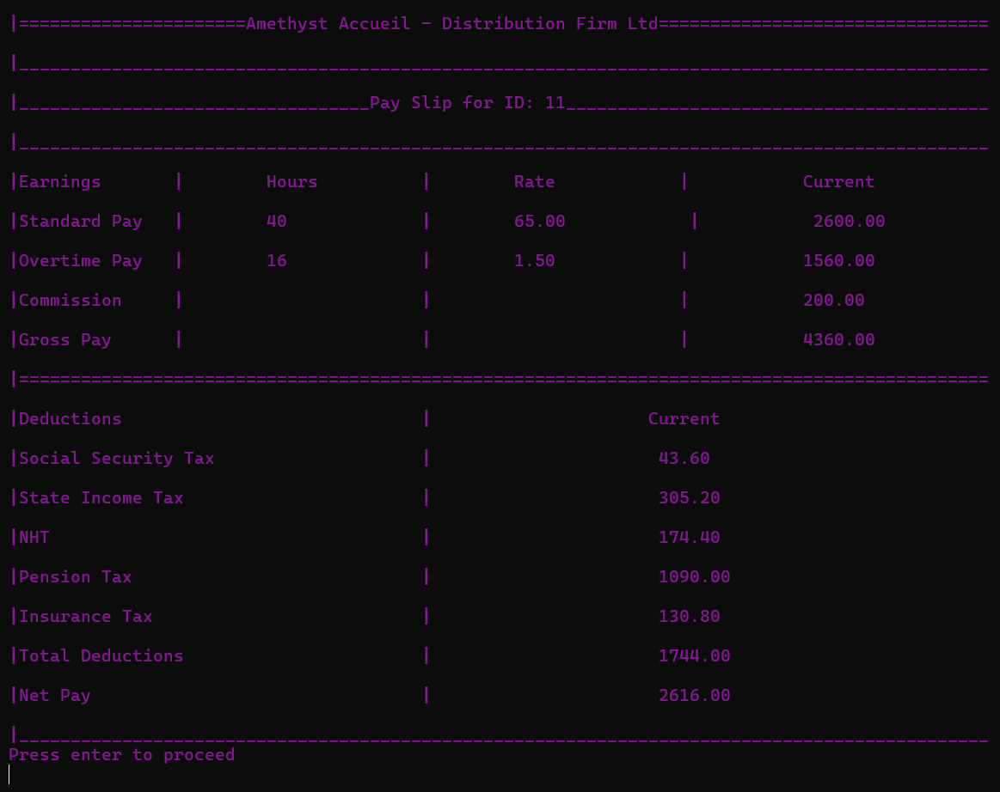 |======================Amethyst Accueil - Distribution Firm Ltd================================
|______________________________________________________________________________________________
|__________________________________Pay Slip for ID: 11_________________________________________
|______________________________________________________________________________________________
|Earnings       |        Hours          |        Rate            |           Current
|Standard Pay   |        40             |        65.00            |           2600.00
|Overtime Pay   |        16             |        1.50            |           1560.00
|Commission     |                       |                        |           200.00
|Gross Pay      |                       |                        |           4360.00
|==============================================================================================
|Deductions                             |                     Current
|Social Security Tax                    |                      43.60
|State Income Tax                       |                      305.20
|NHT                                    |                      174.40
|Pension Tax                            |                      1090.00
|Insurance Tax                          |                      130.80
|Total Deductions                       |                      1744.00
|Net Pay                                |                      2616.00
|______________________________________________________________________________________________
Press enter to proceed